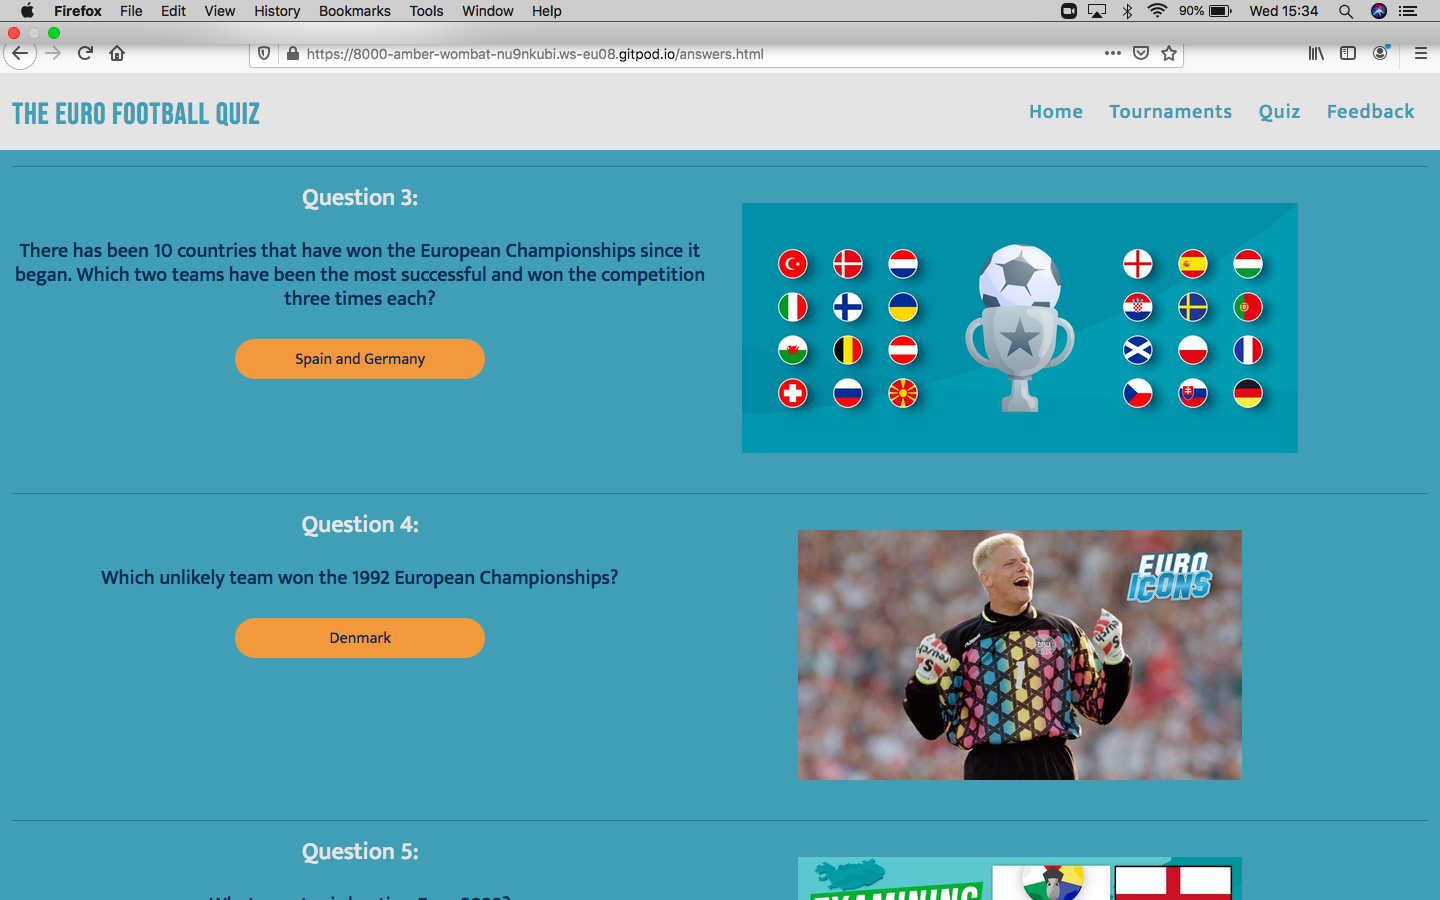 Firefox File Edit View History Bookmarks Tools Window Help 90% Wed 15:34
https://8000-amber-wombat-nu9nkubi.ws-eu08.gitpod.io/answers.html
THE EURO FOOTBALL QUIZ
Home Tournaments Quiz Feedback
Question 3:
There has been 10 countries that have won the European Championships since it
began. Which two teams have been the most successful and won the competition
three times each?
Spain and Germany
Question 4:
Which unlikely team won the 1992 European Championships?
Denmark
EURO
ICONS
reusch
reusch
1
Question 5:
EXAMINING